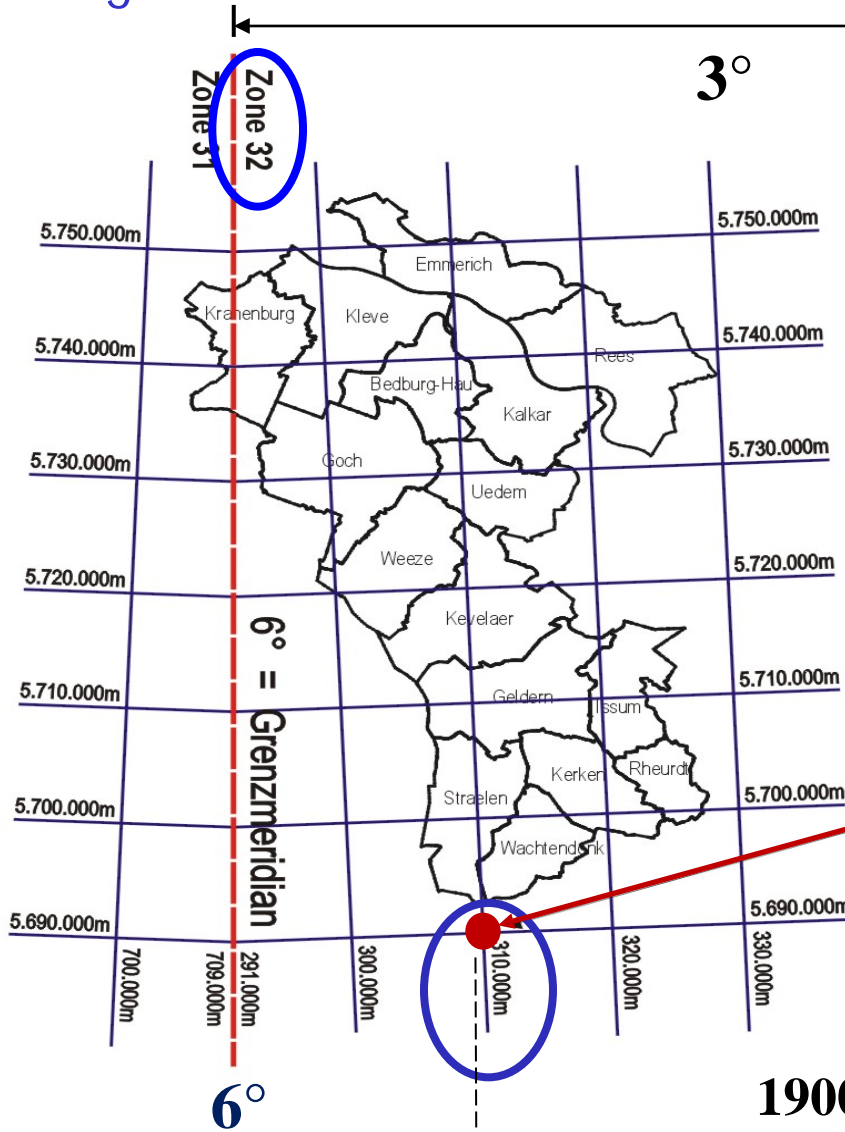 3°
Zone 31
Zone 32
5.750.000m
5.750.000m
Emmerich
Kranenburg
Kleve
5.740.000m
5.740.000m
Rees
Bedburg-Hau
Kalkar
5.730.000m
5.730.000m
Goch
Uedem
Weeze
5.720.000m
5.720.000m
Kevelaer
6° = Grenzmeridian
5.710.000m
5.710.000m
Geldern
Issum
Kerken
Rheurdt
Straelen
5.700.000m
5.700.000m
Wachtendonk
5.690.000m
5.690.000m
700.000m
709.000m
291.000m
300.000m
310.000m
320.000m
330.000m
6°
1900